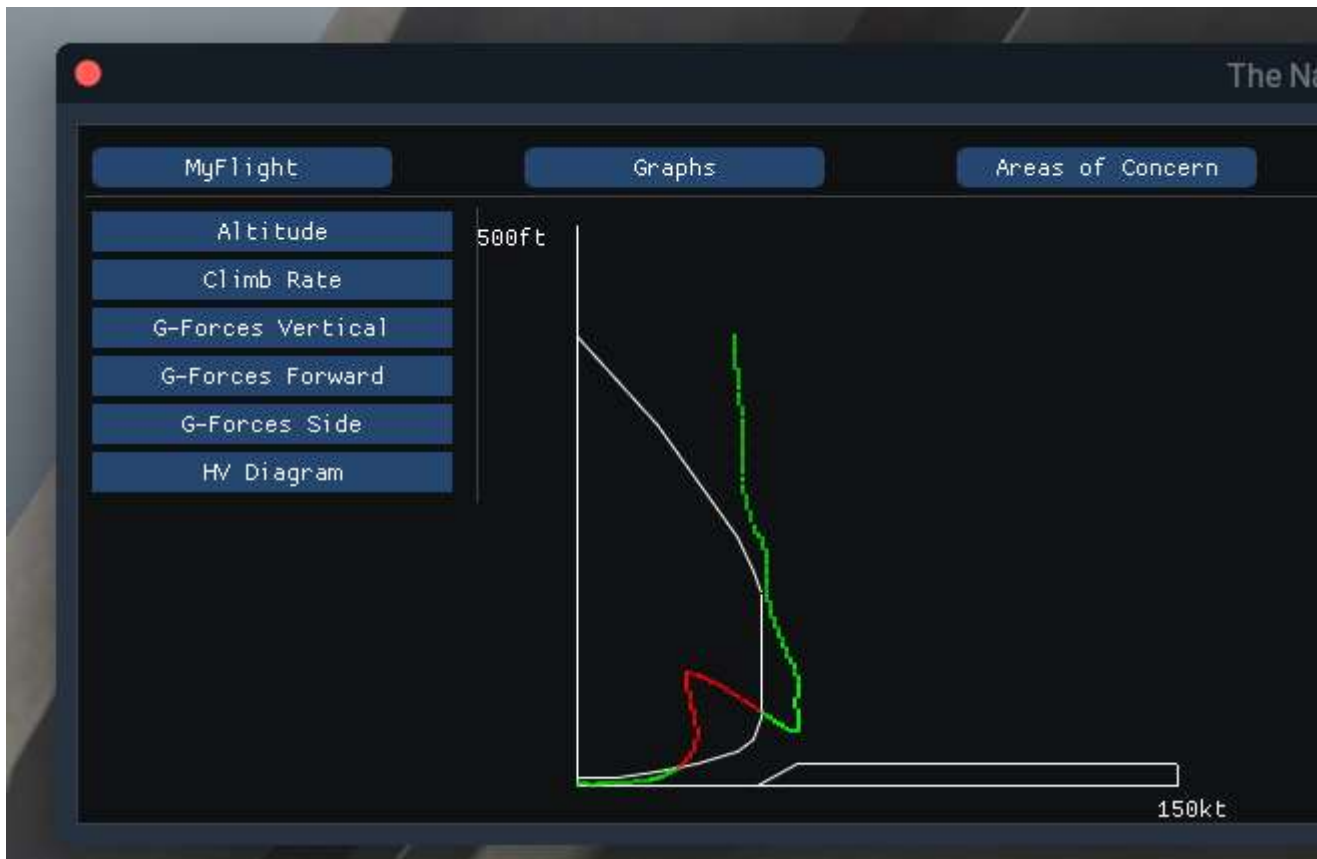 The Na
MyFlight
Graphs
Areas of Concern
Altitude
Climb Rate
G-Forces Vertical
G-Forces Forward
G-Forces Side
HV Diagram
500ft
150kt